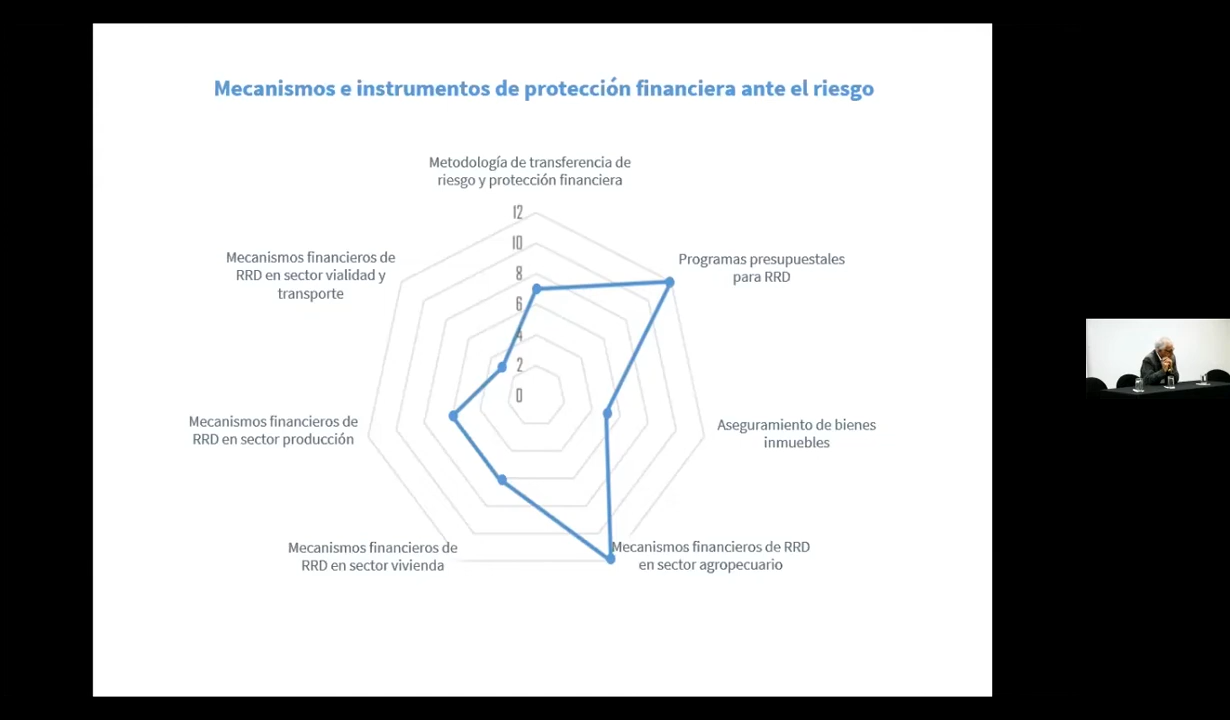 Mecanismos e instrumentos de protección financiera ante el riesgo
Metodología de transferencia de
riesgo y protección financiera
12
10
8
6
4
2
0
Programas presupuestales
para RRD
Aseguramiento de bienes
inmuebles
Mecanismos financieros de RRD
en sector agropecuario
Mecanismos financieros de
RRD en sector vivienda
Mecanismos financieros de
RRD en sector producción
Mecanismos financieros de
RRD en sector vialidad y
transporte